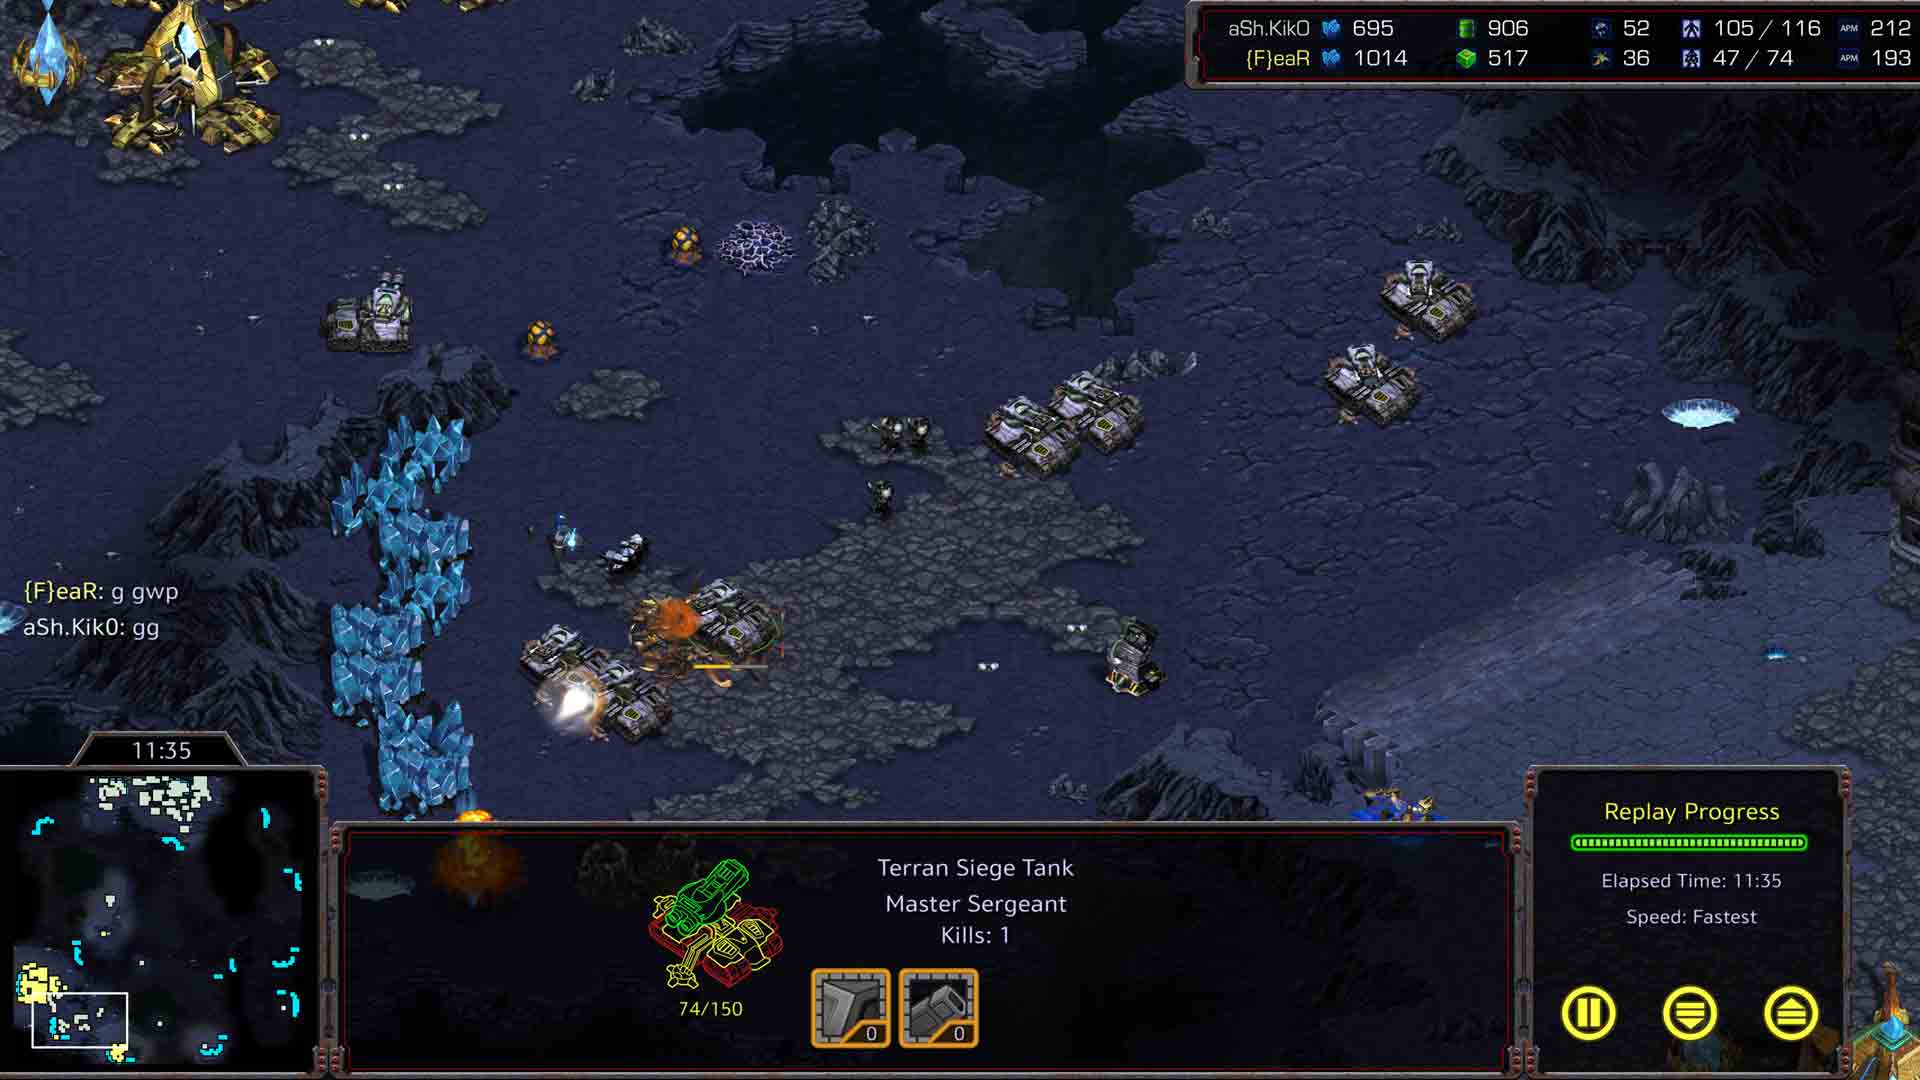 aSh.Kik0 695 906 52 105 / 116 APM 212
{F}eaR 1014 517 36 47 / 74 APM 193
{F}eaR: g gwp
aSh.Kik0: gg
11:35
Terran Siege Tank
Master Sergeant
Kills: 1
74/150
0 0
Replay Progress
Elapsed Time: 11:35
Speed: Fastest